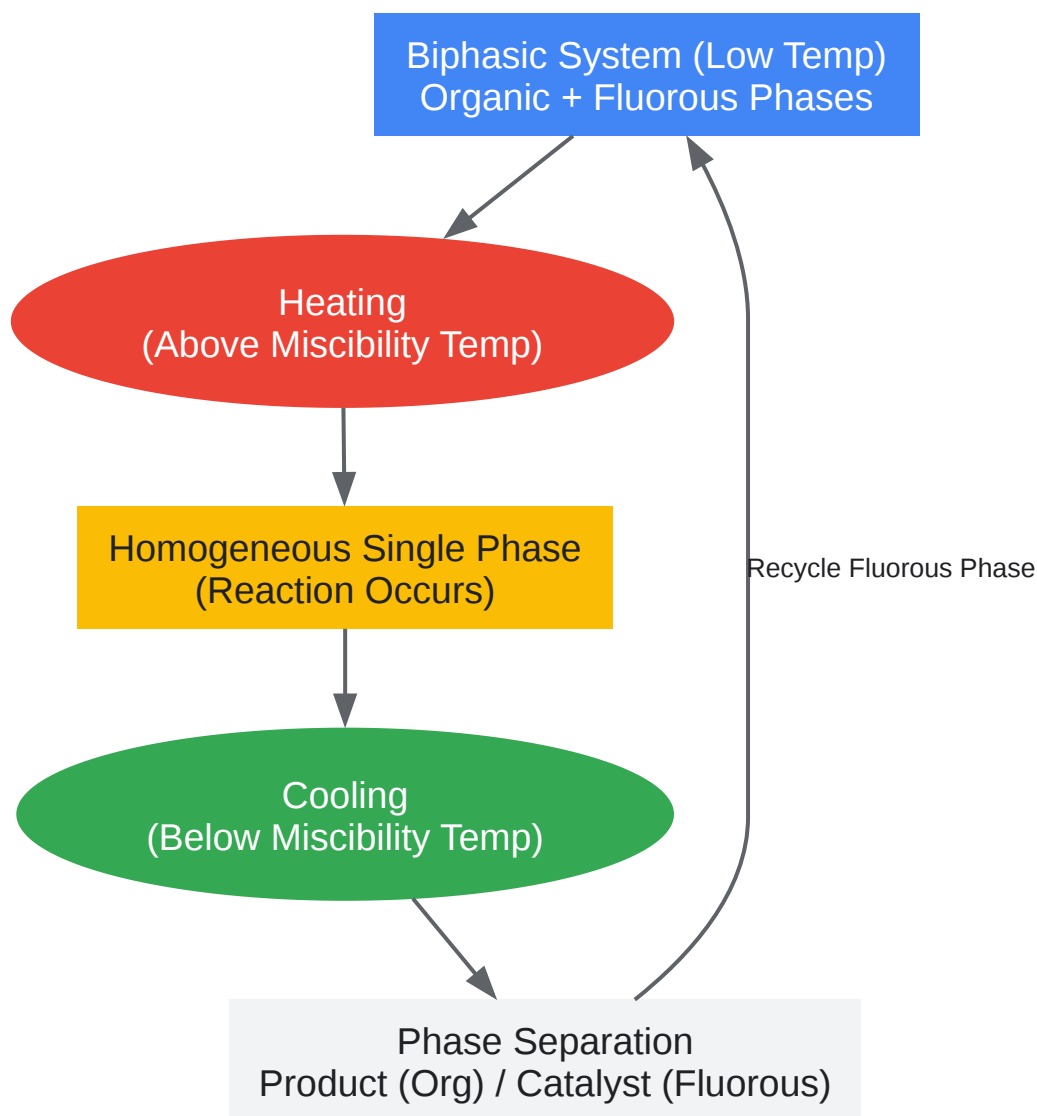 Biphasic System (Low Temp)
Organic + Fluorous Phases
Heating
(Above Miscibility Temp)
Homogeneous Single Phase
(Reaction Occurs)
Recycle Fluorous Phase
Cooling
(Below Miscibility Temp)
Phase Separation
Product (Org) / Catalyst (Fluorous)